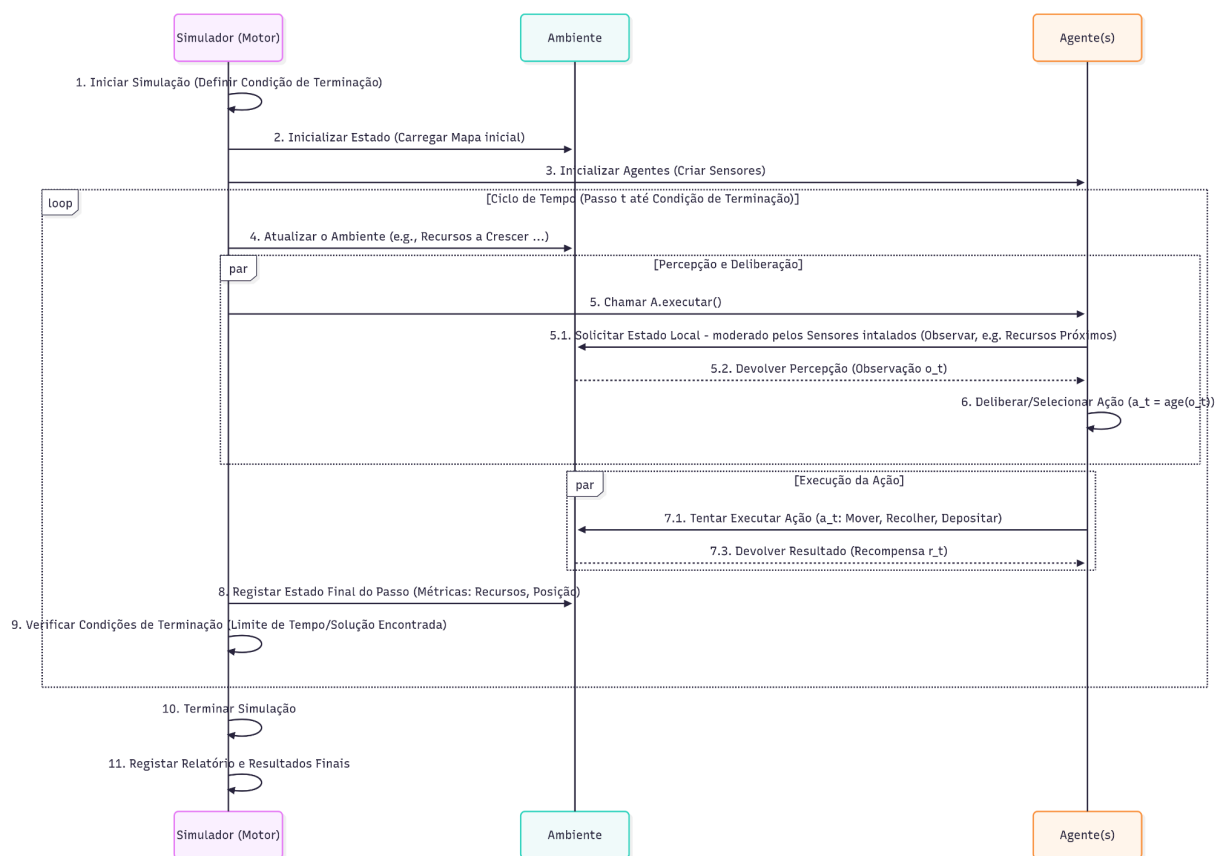 Simulador (Motor)
Ambiente
Agente(s)
1. Iniciar Simulação (Definir Condição de Terminação)
2. Inicializar Estado (Carregar Mapa inicial)
3. Inicializar Agentes (Criar Sensores)
loop
[Ciclo de Tempo (Passo t até Condição de Terminação)]
4. Atualizar o Ambiente (e.g., Recursos a Crescer ...)
par
[Percepção e Deliberação]
5. Chamar A.executar()
5.1. Solicitar Estado Local - moderado pelos Sensores intalados (Observar, e.g. Recursos Próximos)
5.2. Devolver Percepção (Observação o_t)
6. Deliberar/Selecionar Ação (a_t = age(o_t))
par
[Execução da Ação]
7.1. Tentar Executar Ação (a_t: Mover, Recolher, Depositar)
7.3. Devolver Resultado (Recompensa r_t)
8. Registar Estado Final do Passo (Métricas: Recursos, Posição)
9. Verificar Condições de Terminação (Limite de Tempo/Solução Encontrada)
10. Terminar Simulação
11. Registar Relatório e Resultados Finais
Simulador (Motor)
Ambiente
Agente(s)